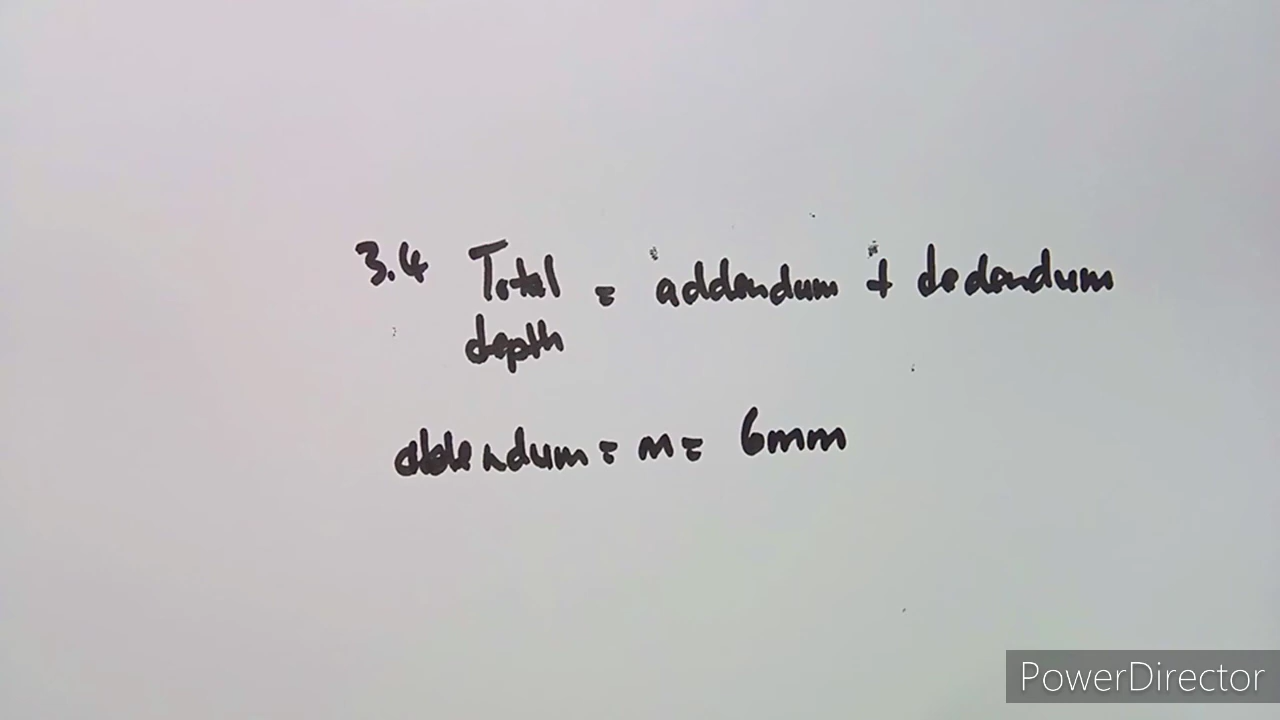 3.4 Total = addendum + dedendum
depth
addendum = m = 6mm
PowerDirector